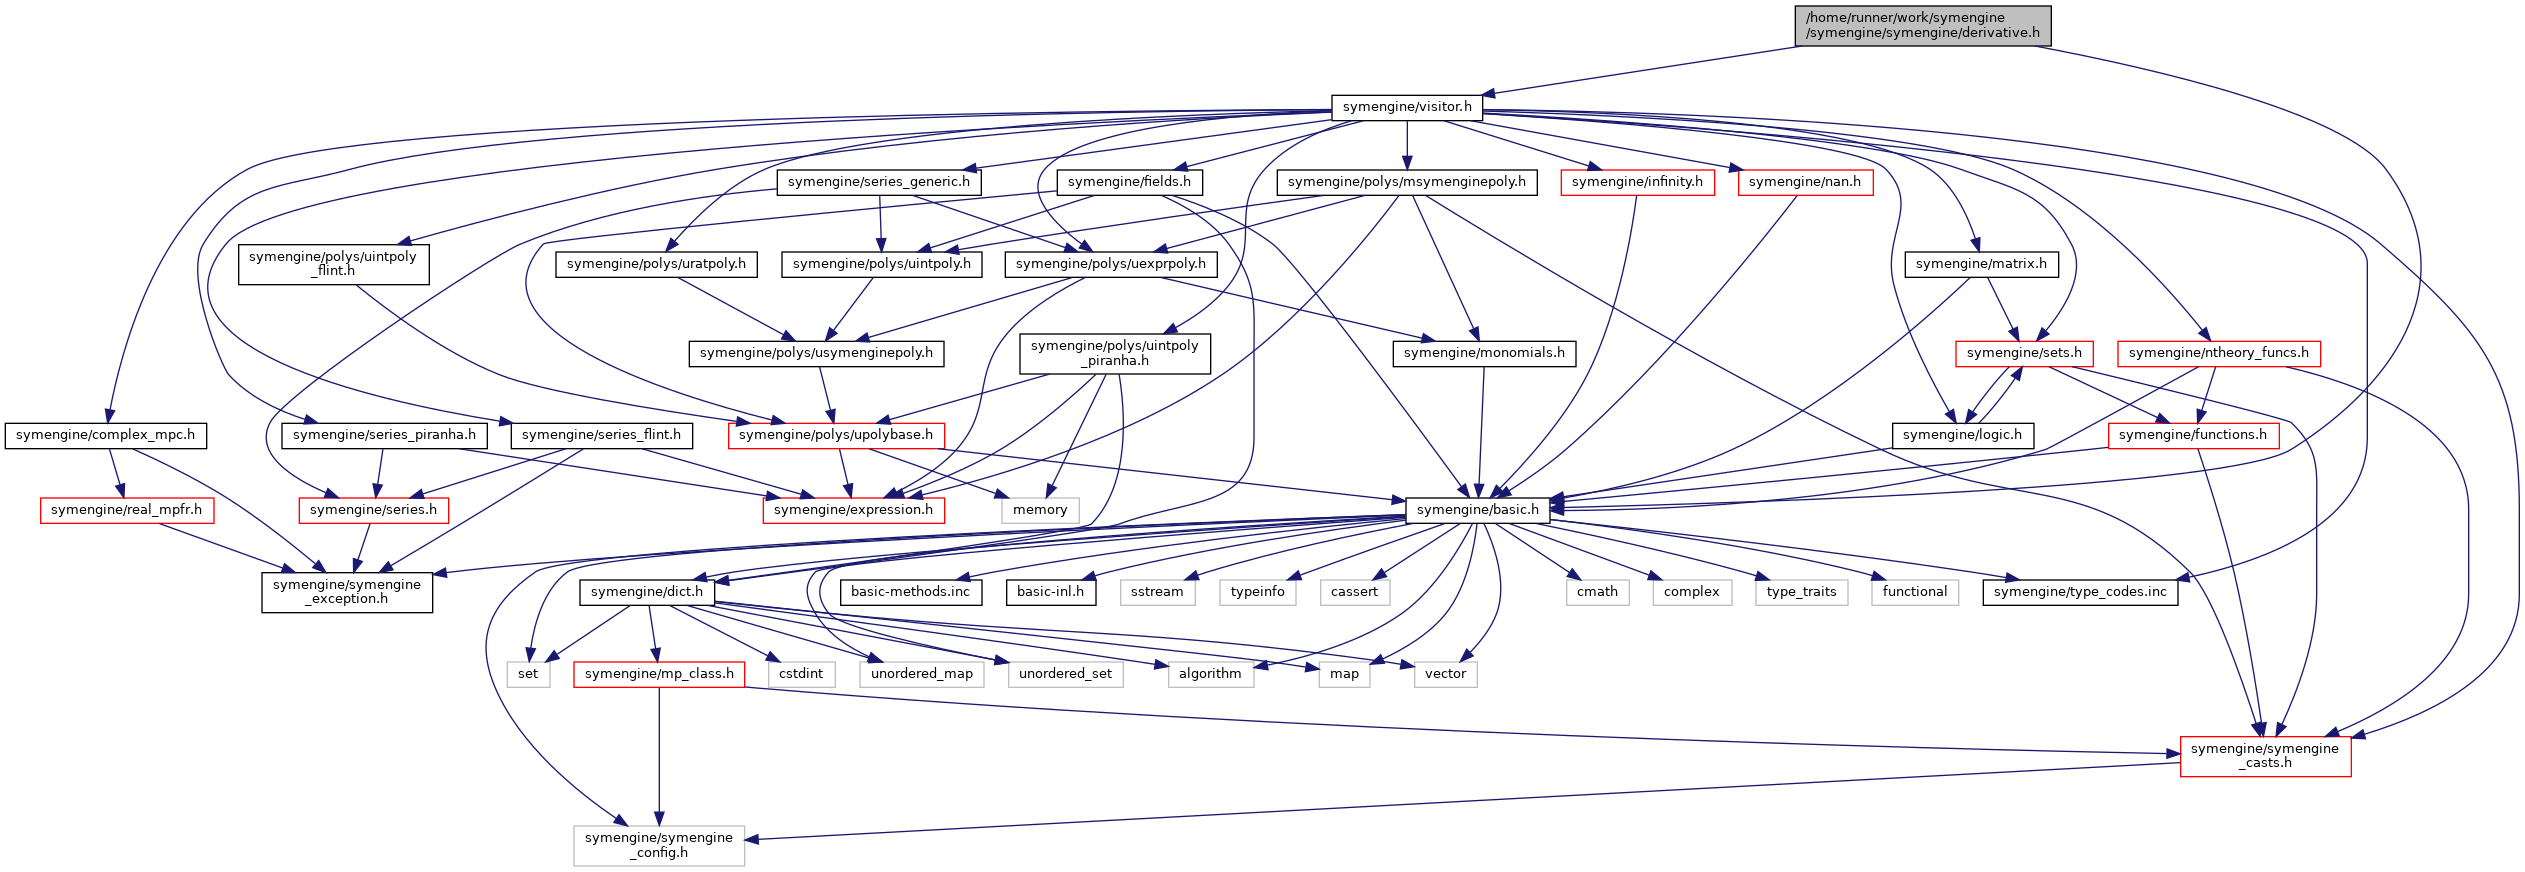 /home/runner/work/symengine
/symengine/symengine/derivative.h
symengine/visitor.h
symengine/series_generic.h
symengine/fields.h
symengine/polys/msymenginepoly.h
symengine/infinity.h
symengine/nan.h
symengine/polys/uintpoly
_flint.h
symengine/polys/uratpoly.h
symengine/polys/uintpoly.h
symengine/polys/uexprpoly.h
symengine/matrix.h
symengine/polys/usymenginepoly.h
symengine/polys/uintpoly
_piranha.h
symengine/monomials.h
symengine/sets.h
symengine/ntheory_funcs.h
symengine/complex_mpc.h
symengine/series_piranha.h
symengine/series_flint.h
symengine/polys/upolybase.h
symengine/logic.h
symengine/functions.h
symengine/real_mpfr.h
symengine/series.h
symengine/expression.h
memory
symengine/basic.h
symengine/symengine
_exception.h
symengine/dict.h
basic-methods.inc
basic-inl.h
sstream
typeinfo
cassert
cmath
complex
type_traits
functional
symengine/type_codes.inc
set
symengine/mp_class.h
cstdint
unordered_map
unordered_set
algorithm
map
vector
symengine/symengine
_casts.h
symengine/symengine
_config.h